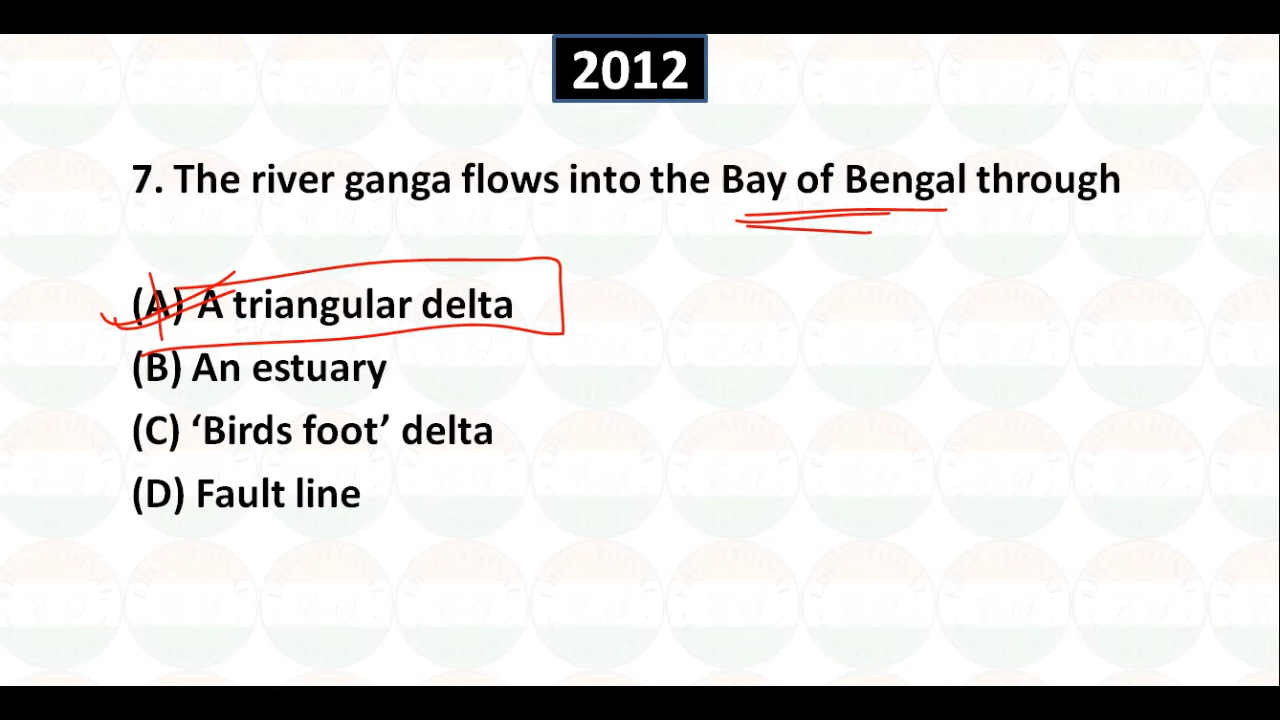 2012
7. The river ganga flows into the Bay of Bengal through
(A) A triangular delta
(B) An estuary
(C) ‘Birds foot’ delta
(D) Fault line